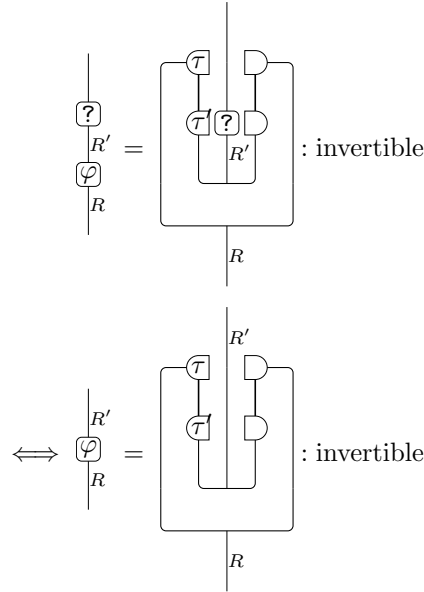 τ
? τ′ ?
R′ = R′ : invertible
φ
R
R
R′
τ
R′ τ′
⟺ φ = : invertible
R
R